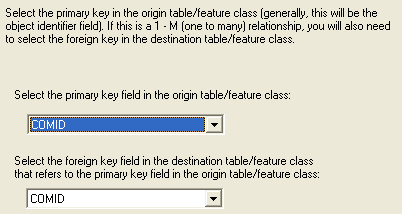 Select the primary key in the origin table/feature class (generally, this will be the
object identifier field). If this is a 1 - M (one to many) relationship, you will also need
to select the foreign key in the destination table/feature class.
Select the primary key field in the origin table/feature class:
COMID
Select the foreign key field in the destination table/feature class
that refers to the primary key field in the origin table/feature class:
COMID